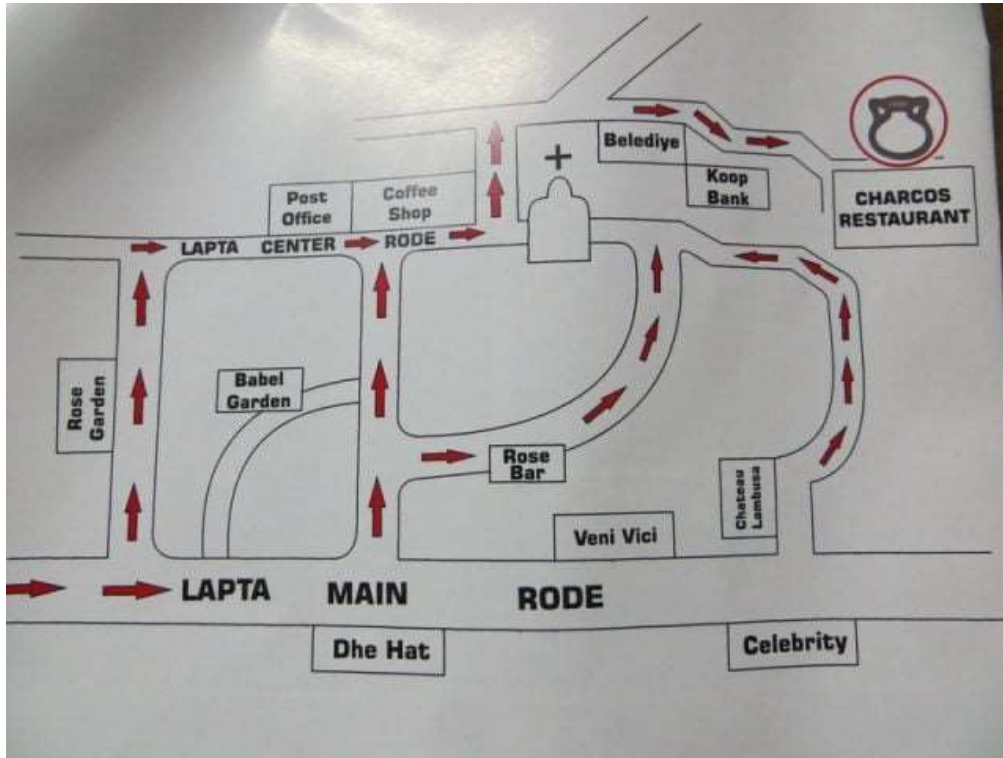 Belediye
Koop
Bank
CHARCOS
RESTAURANT
Post
Office
Coffee
Shop
LAPTA CENTER RODE
Rose
Garden
Babel
Garden
Rose
Bar
Chateau
Lambusa
Veni Vici
LAPTA MAIN RODE
Dhe Hat
Celebrity